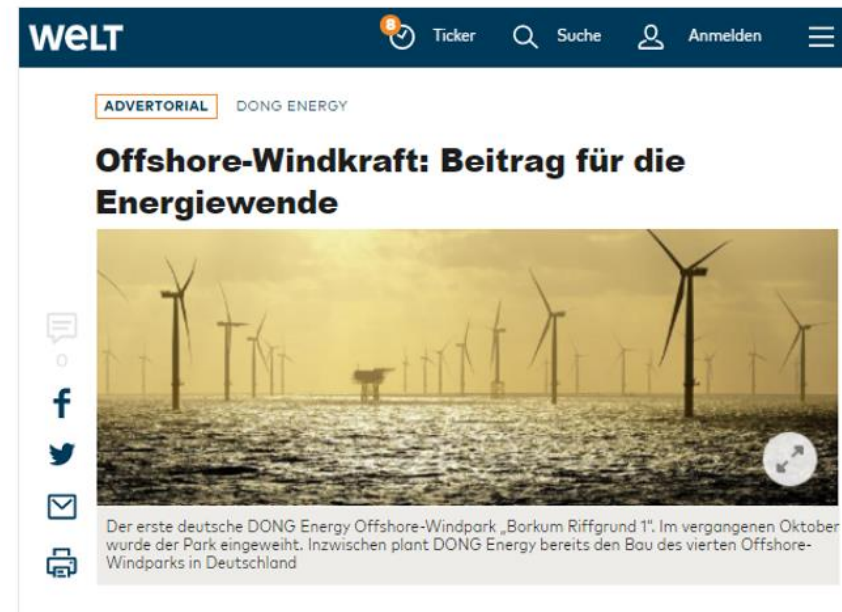 WELT
8
Ticker
Suche
Anmelden
ADVERTORIAL DONG ENERGY
Offshore-Windkraft: Beitrag für die
Energiewende
0
Der erste deutsche DONG Energy Offshore-Windpark „Borkum Riffgrund 1“. Im vergangenen Oktober
wurde der Park eingeweiht. Inzwischen plant DONG Energy bereits den Bau des vierten Offshore-
Windparks in Deutschland